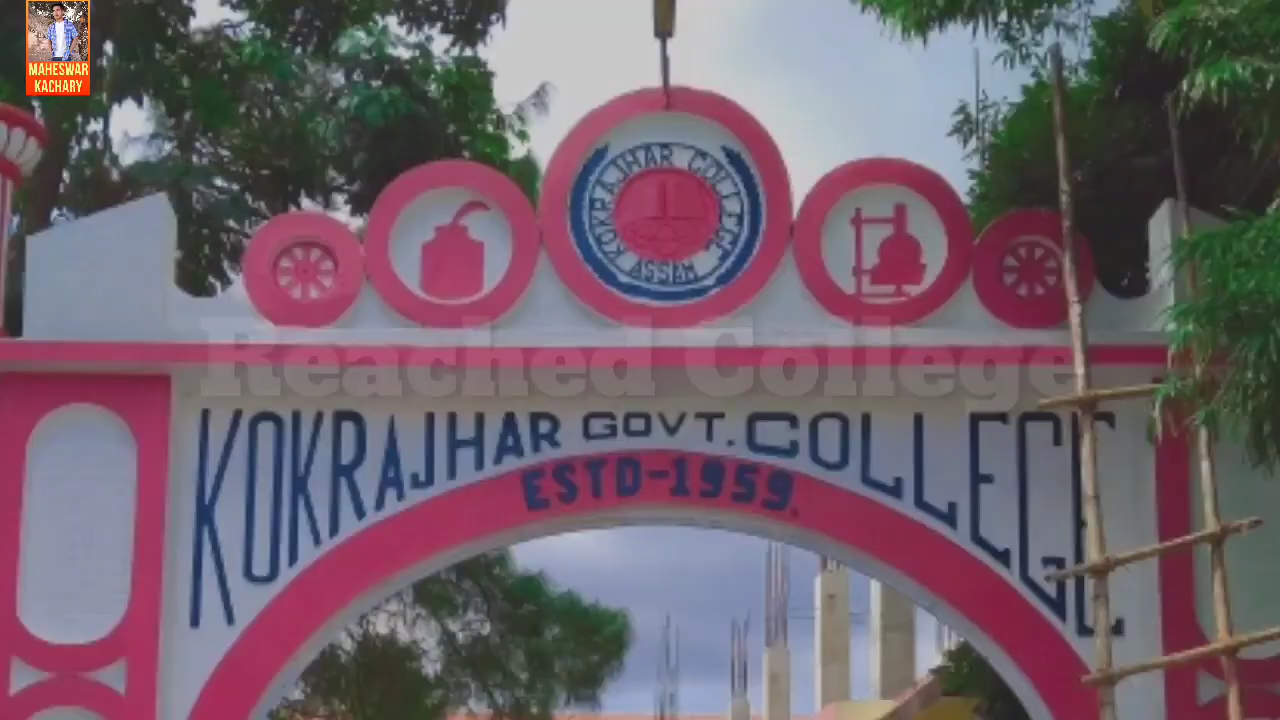 MAHESWAR
KACHARY
KOKRAJHAR COLLEGE
ASSAM
Reached College
KOKRAJHAR GOVT. COLLEGE
ESTD-1959.